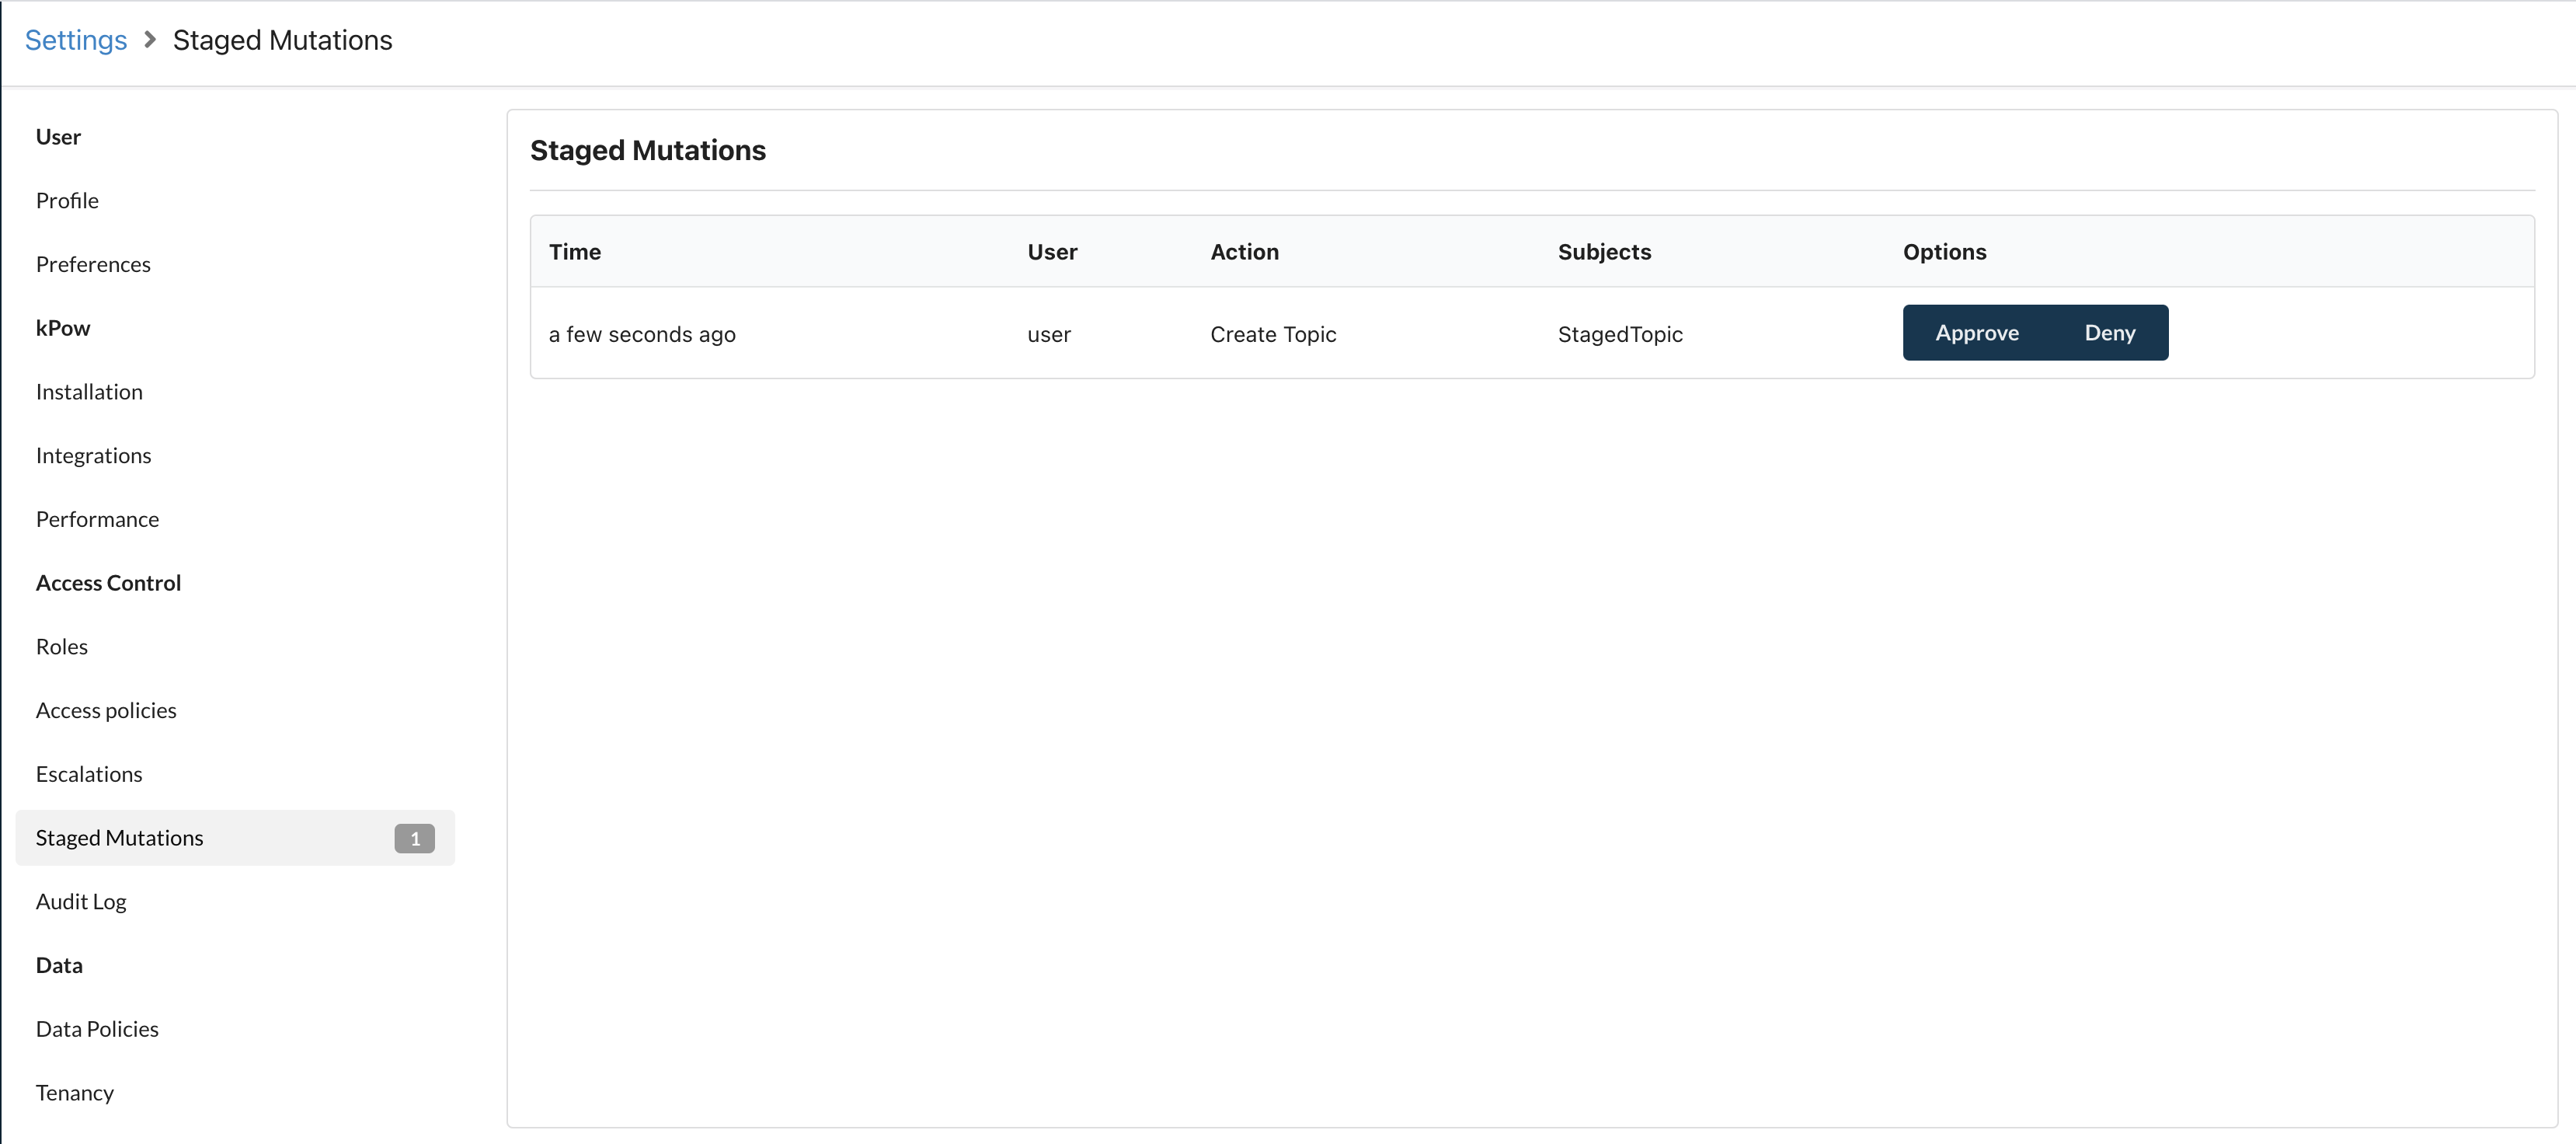 Settings > Staged Mutations
User
Profile
Preferences
kPow
Installation
Integrations
Performance
Access Control
Roles
Access policies
Escalations
Staged Mutations 1
Audit Log
Data
Data Policies
Tenancy
Staged Mutations
Time User Action Subjects Options
a few seconds ago user Create Topic StagedTopic Approve Deny